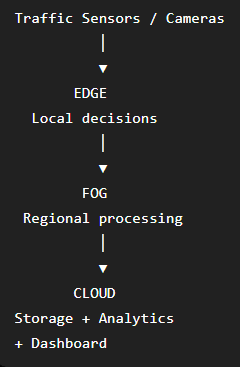 Traffic Sensors / Cameras
EDGE
Local decisions
FOG
Regional processing
CLOUD
Storage + Analytics
+ Dashboard